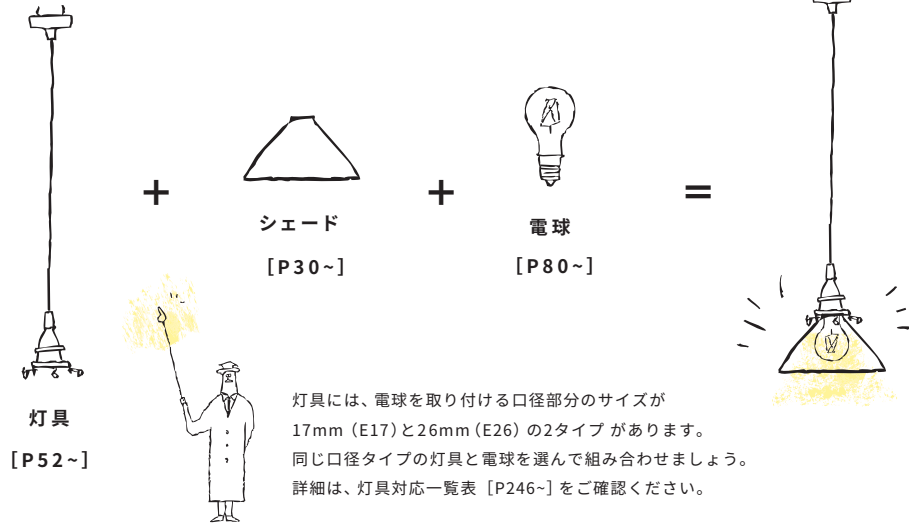 灯具
[P52~]
+
シェード
[P30~]
+
電球
[P80~]
=
灯具には、電球を取り付ける口径部分のサイズが
17mm（E17）と26mm（E26）の2タイプ があります。
同じ口径タイプの灯具と電球を選んで組み合わせましょう。
詳細は、灯具対応一覧表［P246~］をご確認ください。